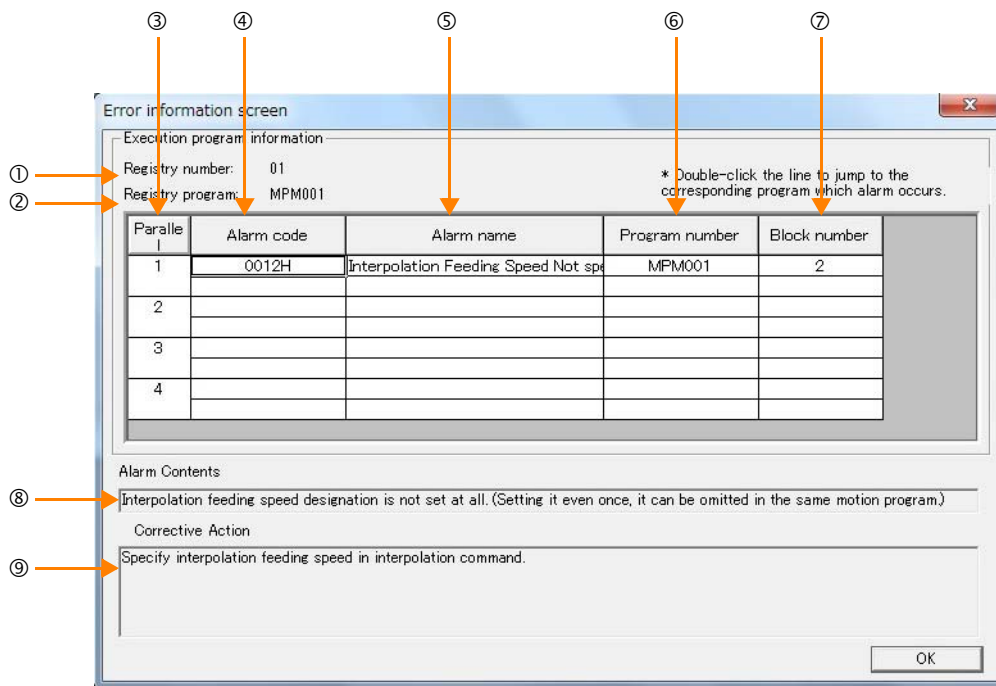 ③ ④ ⑤ ⑥ ⑦
Error information screen
Execution program information
① Registry number: 01
② Registry program: MPM001
* Double-click the line to jump to the
corresponding program which alarm occurs.
Paralle
l
Alarm code Alarm name Program number Block number
1 0012H Interpolation Feeding Speed Not spe MPM001 2
2
3
4
Alarm Contents
⑧ Interpolation feeding speed designation is not set at all. (Setting it even once, it can be omitted in the same motion program.)
Corrective Action
⑨ Specify interpolation feeding speed in interpolation command.
OK